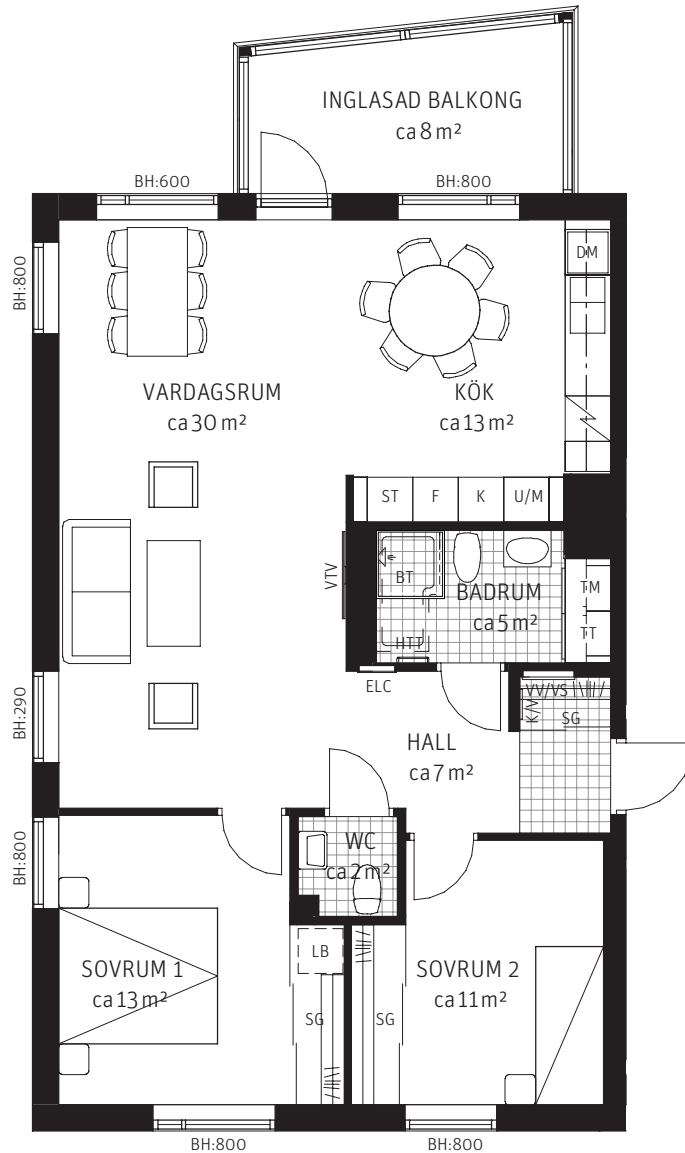 INGLASAD BALKONG
ca 8 m²
BH:600
BH:800
BH:800
DM
VARDAGSRUM
ca 30 m²
KÖK
ca 13 m²
ST
F
K
U/M
VTV
BT
BADRUM
ca 5 m²
TM
TT
HTT
ELC
VV/VS
K/V
SG
BH:290
HALL
ca 7 m²
BH:800
WC
ca 2 m²
LB
SOVRUM 1
ca 13 m²
SG
SG
SOVRUM 2
ca 11 m²
BH:800
BH:800